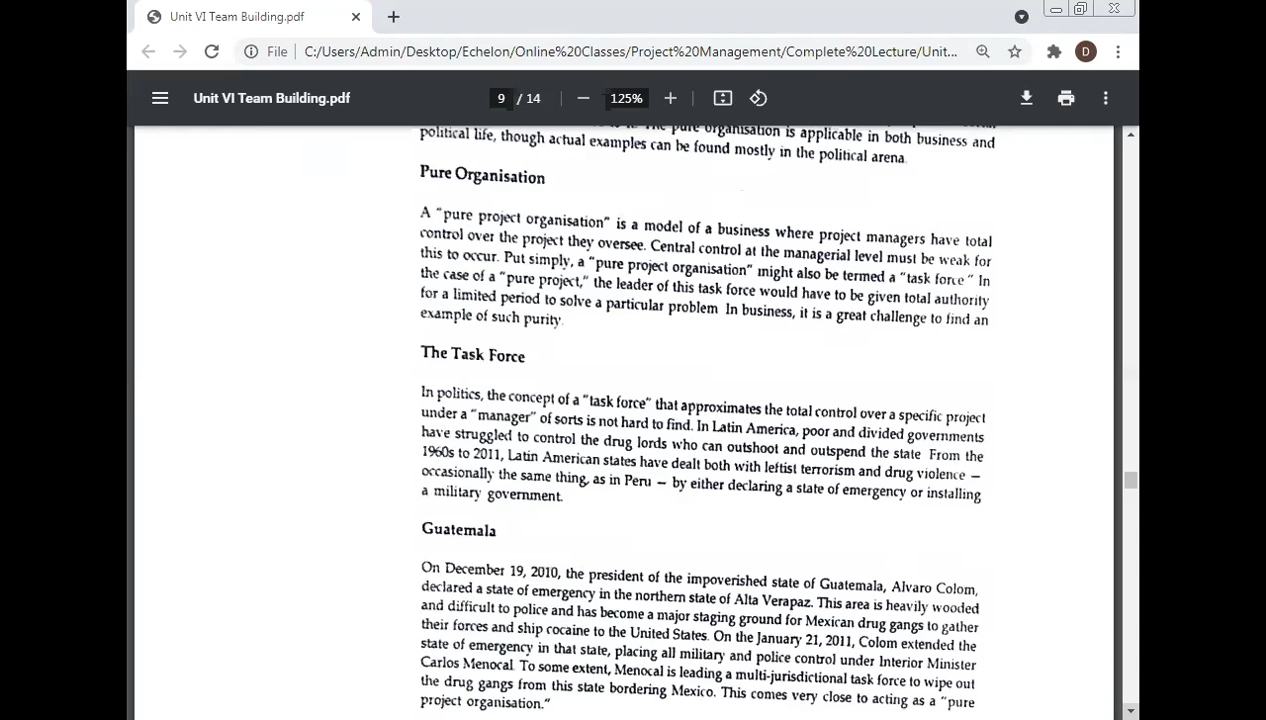 Unit VI Team Building.pdf
File C:/Users/Admin/Desktop/Echelon/Online%20Classes/Project%20Management/Complete%20Lecture/Unit...
D
Unit VI Team Building.pdf 9 / 14 125%
The pure organisation is applicable in both business and
political life, though actual examples can be found mostly in the political arena.
Pure Organisation
A "pure project organisation" is a model of a business where project managers have total
control over the project they oversee. Central control at the managerial level must be weak for
this to occur. Put simply, a "pure project organisation" might also be termed a "task force" In
the case of a "pure project," the leader of this task force would have to be given total authority
for a limited period to solve a particular problem In business, it is a great challenge to find an
example of such purity.
The Task Force
In politics, the concept of a "task force" that approximates the total control over a specific project
under a "manager" of sorts is not hard to find. In Latin America, poor and divided governments
have struggled to control the drug lords who can outshoot and outspend the state From the
1960s to 2011, Latin American states have dealt both with leftist terrorism and drug violence –
occasionally the same thing, as in Peru – by either declaring a state of emergency or installing
a military government.
Guatemala
On December 19, 2010, the president of the impoverished state of Guatemala, Alvaro Colom,
declared a state of emergency in the northern state of Alta Verapaz. This area is heavily wooded
and difficult to police and has become a major staging ground for Mexican drug gangs to gather
their forces and ship cocaine to the United States. On the January 21, 2011, Colom extended the
state of emergency in that state, placing all military and police control under Interior Minister
Carlos Menocal. To some extent, Menocal is leading a multi-jurisdictional task force to wipe out
the drug gangs from this state bordering Mexico. This comes very close to acting as a "pure
project organisation."